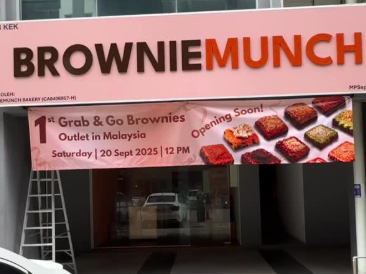 KEK
BROWNIEMUNCH
OLEH:
MUNCH BAKERY
MPSep
1st Grab & Go Brownies
Outlet in Malaysia
Saturday | 20 Sept 2025 | 12 PM
Opening Soon!